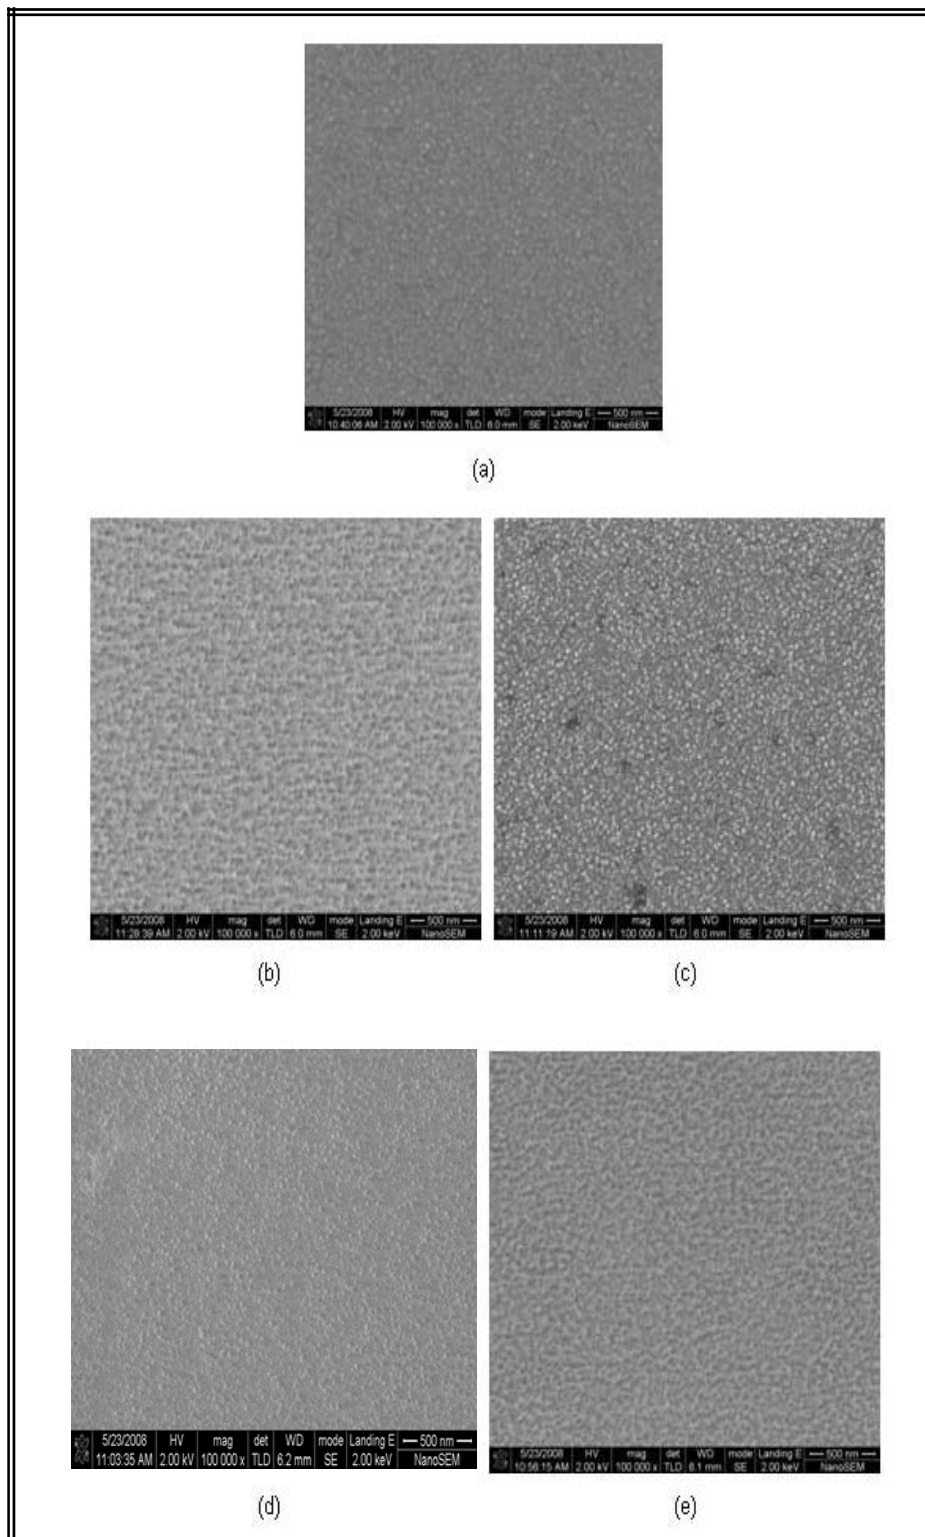 5/23/2008 HV mag det WD mode Landing E 500 nm
10:40:06 AM 2.00 kV 100 000 x TLD 6.0 mm SE 2.00 keV NanoSEM
(a)
5/23/2008 HV mag det WD mode Landing E 500 nm
11:28:39 AM 2.00 kV 100 000 x TLD 6.0 mm SE 2.00 keV NanoSEM
5/23/2008 HV mag det WD mode Landing E 500 nm
11:11:19 AM 2.00 kV 100 000 x TLD 6.0 mm SE 2.00 keV NanoSEM
(b)
(c)
5/23/2008 HV mag det WD mode Landing E 500 nm
11:03:35 AM 2.00 kV 100 000 x TLD 6.2 mm SE 2.00 keV NanoSEM
5/23/2008 HV mag det WD mode Landing E 500 nm
10:56:15 AM 2.00 kV 100 000 x TLD 6.1 mm SE 2.00 keV NanoSEM
(d)
(e)